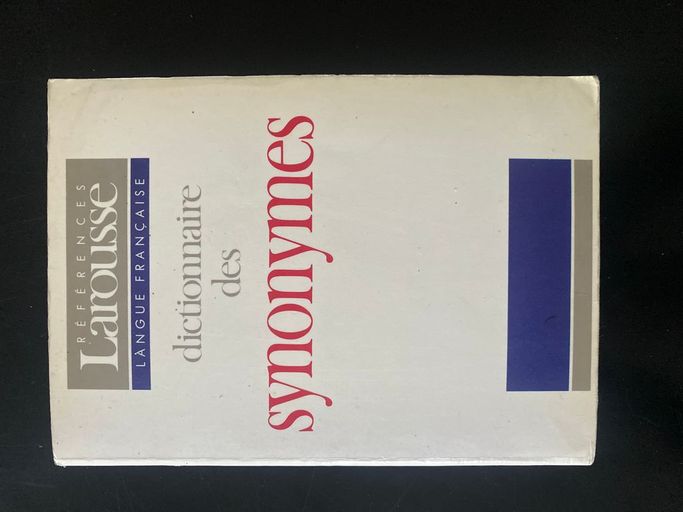 RÉFÉRENCES
Larousse
LANGUE FRANÇAISE
dictionnaire
des
synonymes